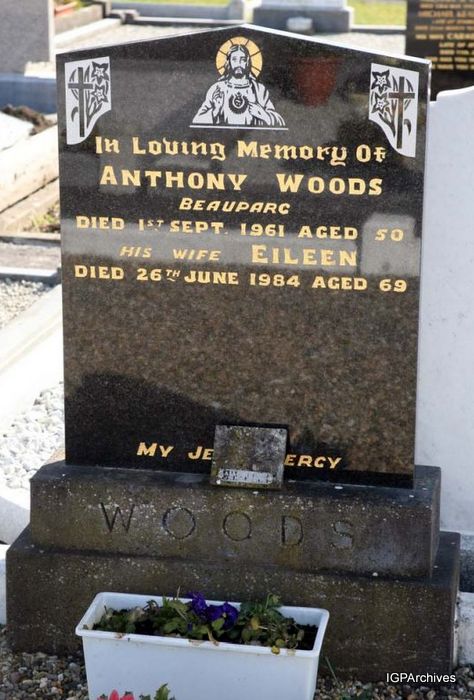 In Loving Memory Of
ANTHONY WOODS
BEAUPARC
DIED 1ST SEPT. 1961 AGED 50
HIS WIFE EILEEN
DIED 26TH JUNE 1984 AGED 69
MY ERCY
WOODS
IGPArchives